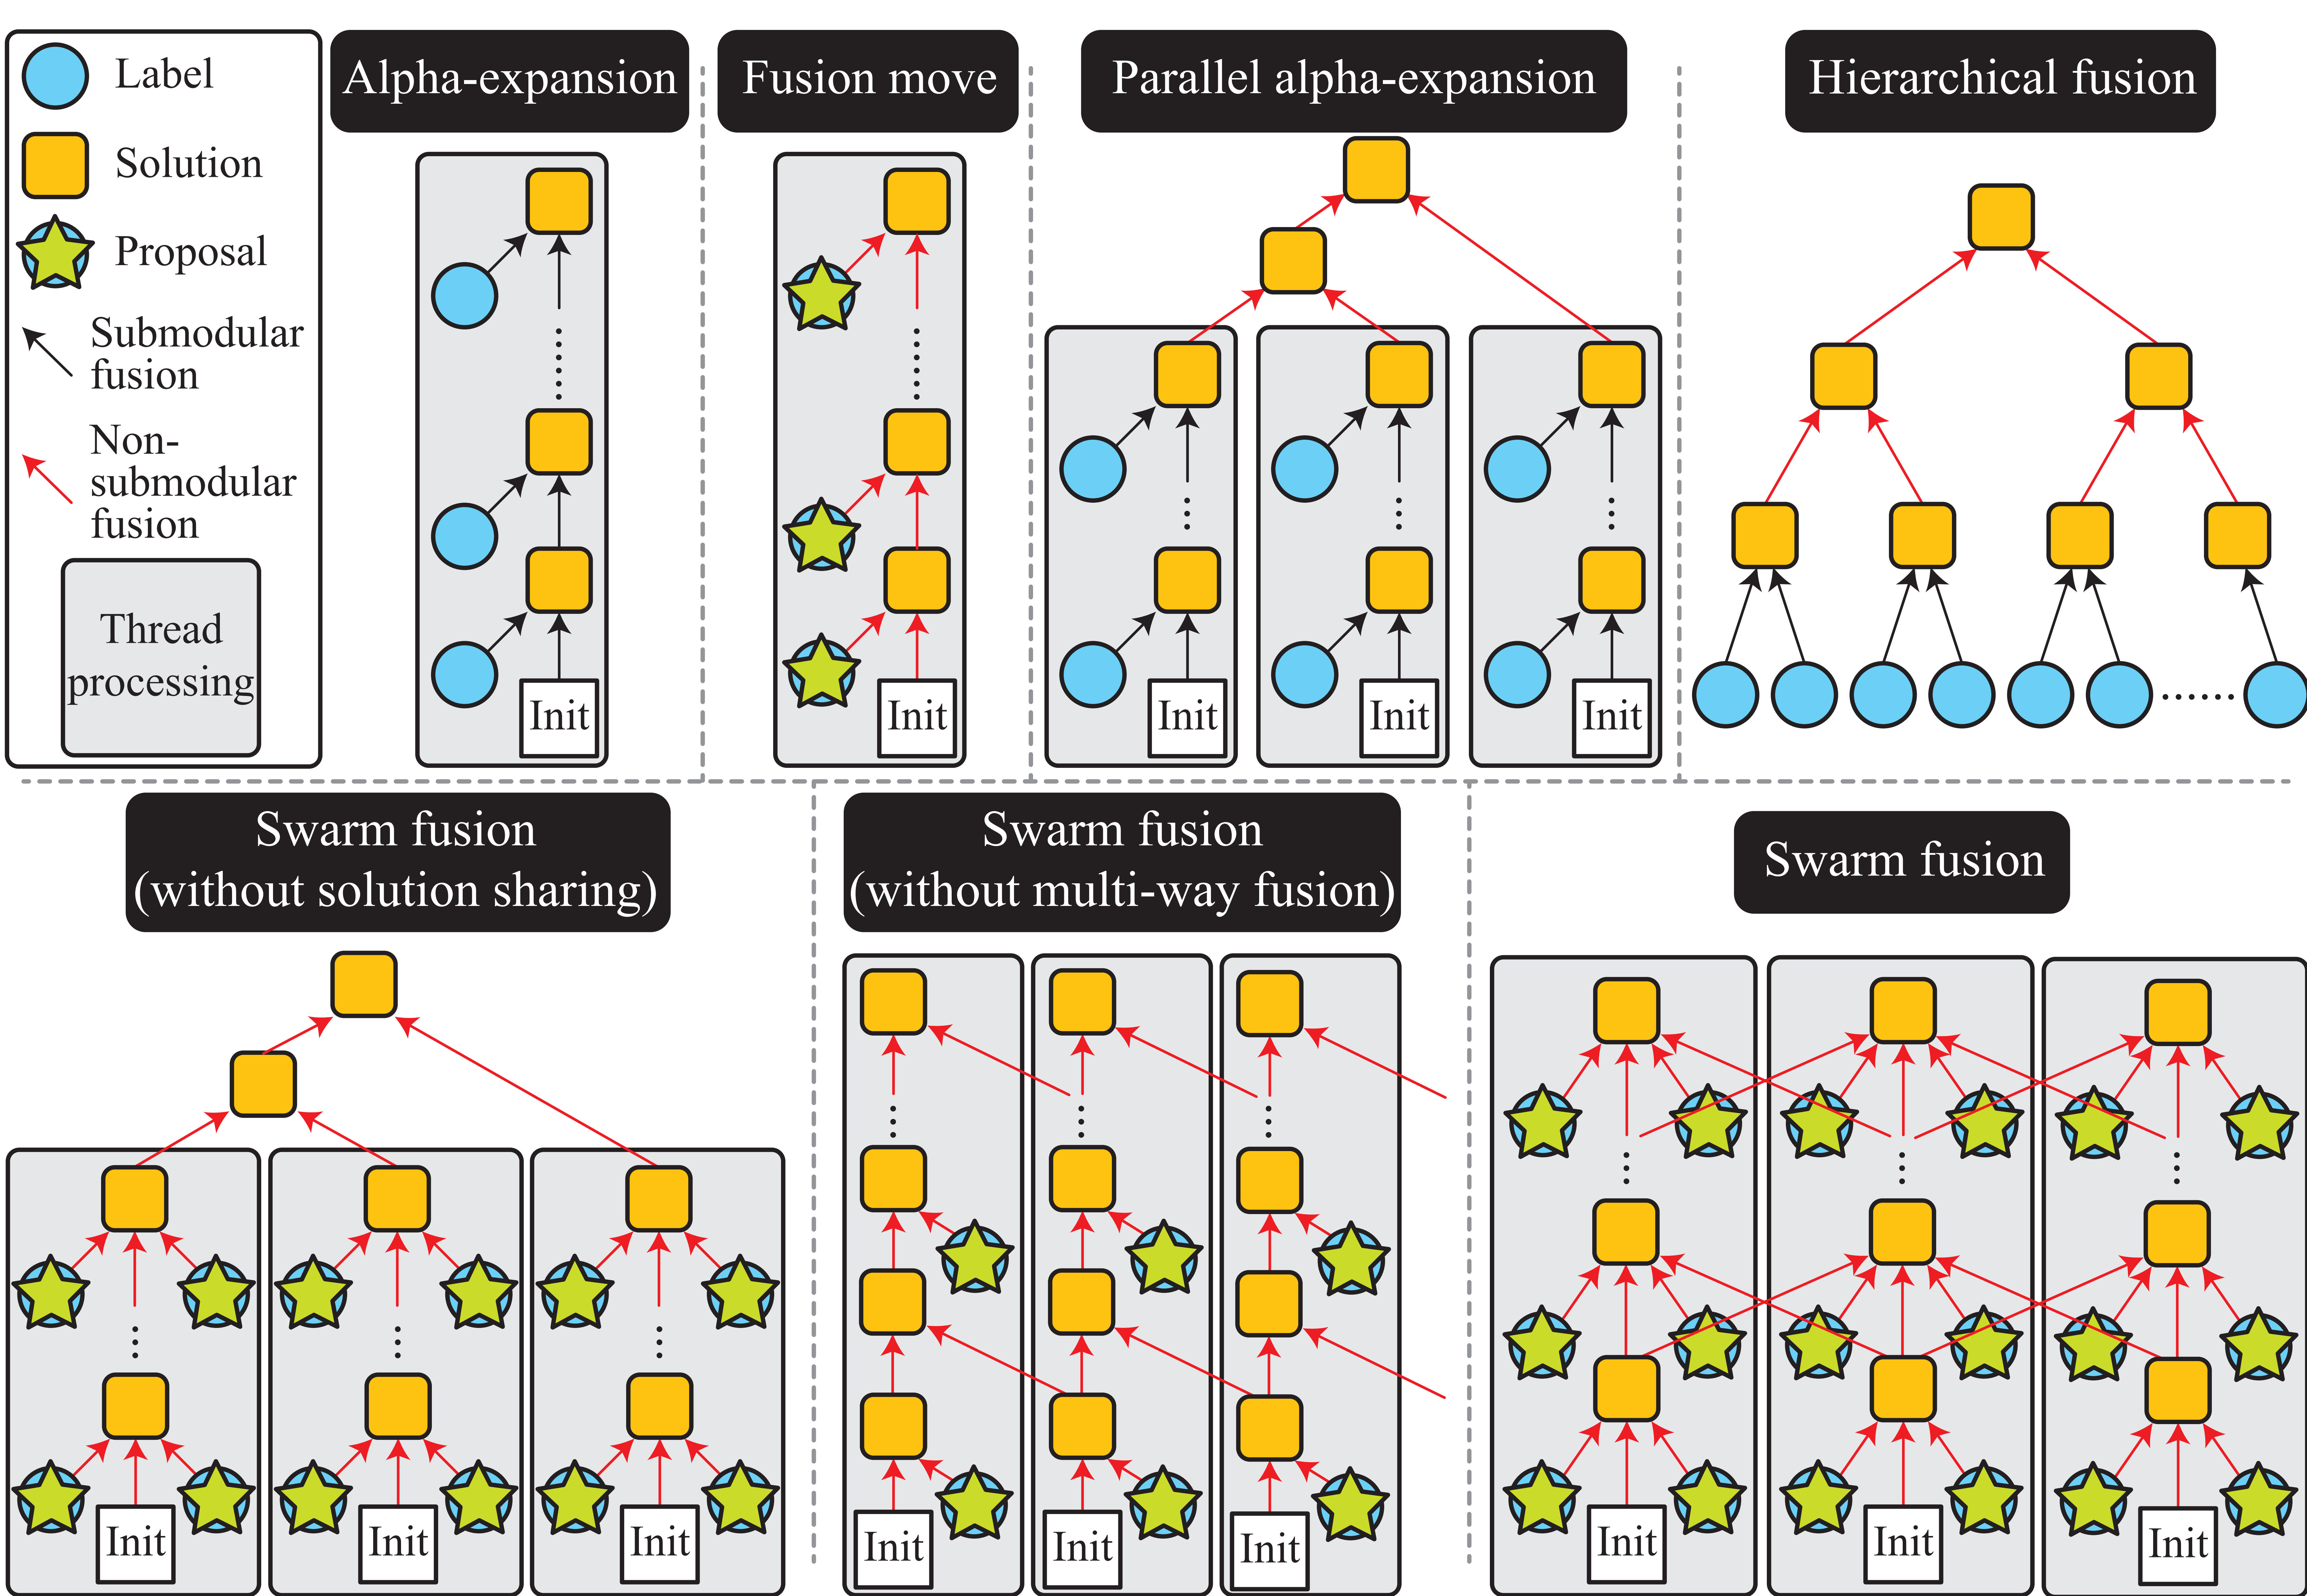 Label
Solution
Proposal
Submodular
fusion
Non-
submodular
fusion
Thread
processing
Alpha-expansion
Init
Fusion move
Init
Parallel alpha-expansion
Init
Init
Init
Hierarchical fusion
Swarm fusion
(without solution sharing)
Init
Init
Init
Swarm fusion
(without multi-way fusion)
Init
Init
Init
Swarm fusion
Init
Init
Init